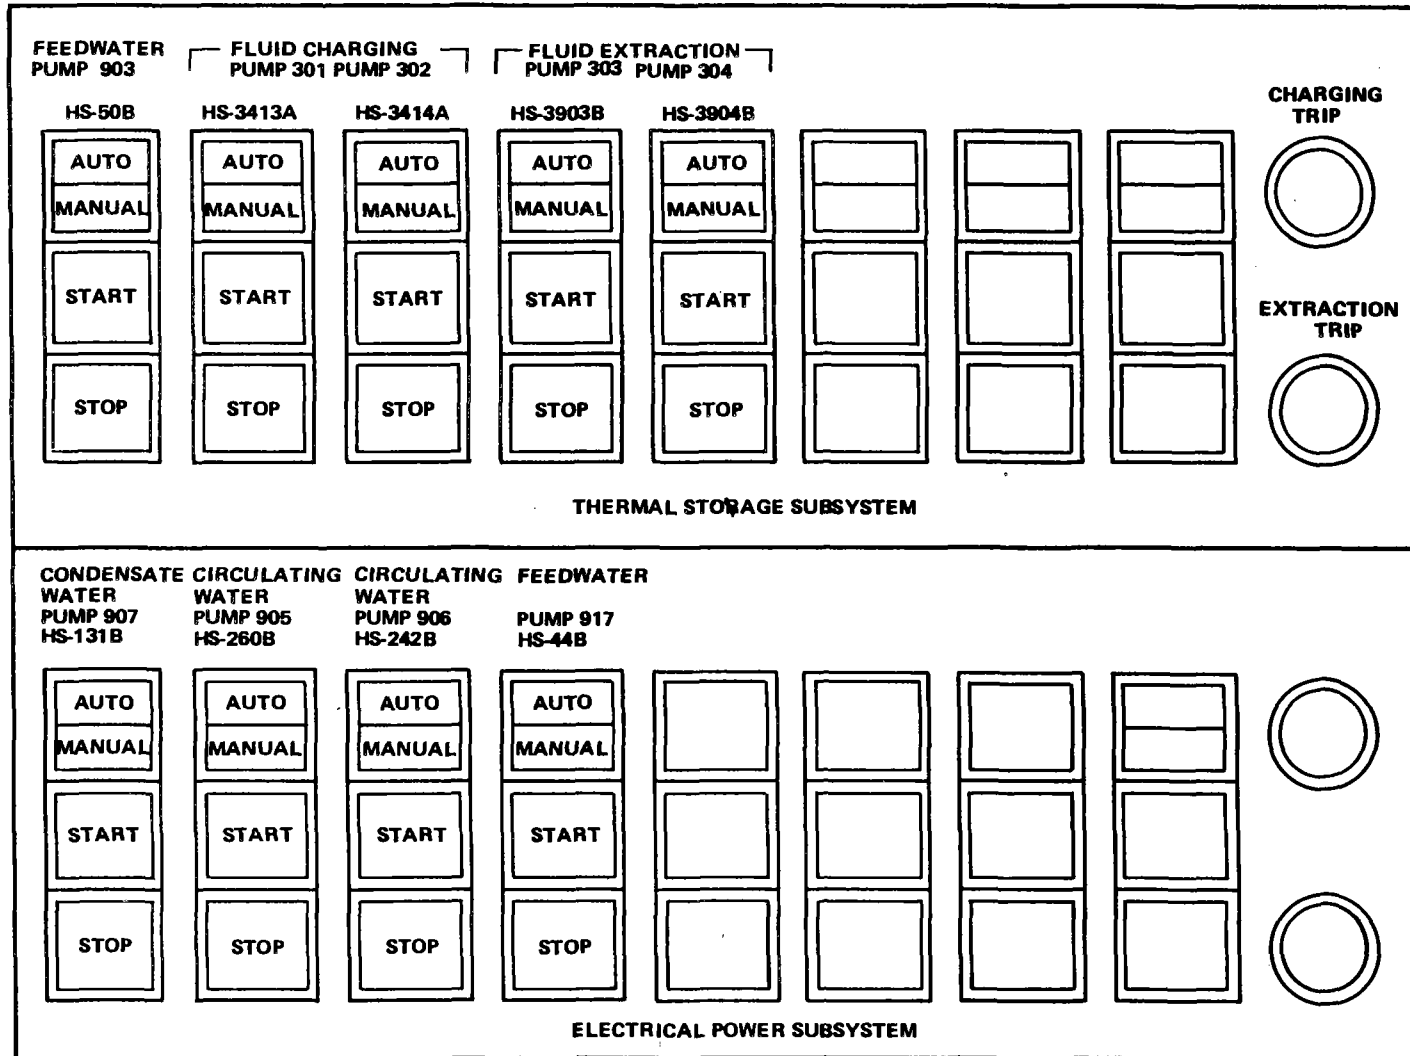 FEEDWATER FLUID CHARGING FLUID EXTRACTION
PUMP 903 PUMP 301 PUMP 302 PUMP 303 PUMP 304
CHARGING
TRIP
HS-50B HS-3413A HS-3414A HS-3903B HS-3904B
AUTO AUTO AUTO AUTO AUTO
MANUAL MANUAL MANUAL MANUAL MANUAL
START START START START START
EXTRACTION
TRIP
STOP STOP STOP STOP STOP
THERMAL STORAGE SUBSYSTEM
CONDENSATE CIRCULATING CIRCULATING FEEDWATER
WATER WATER WATER
PUMP 907 PUMP 905 PUMP 906 PUMP 917
HS-131B HS-260B HS-242B HS-44B
AUTO AUTO AUTO AUTO
MANUAL MANUAL MANUAL MANUAL
START START START START
STOP STOP STOP STOP
ELECTRICAL POWER SUBSYSTEM